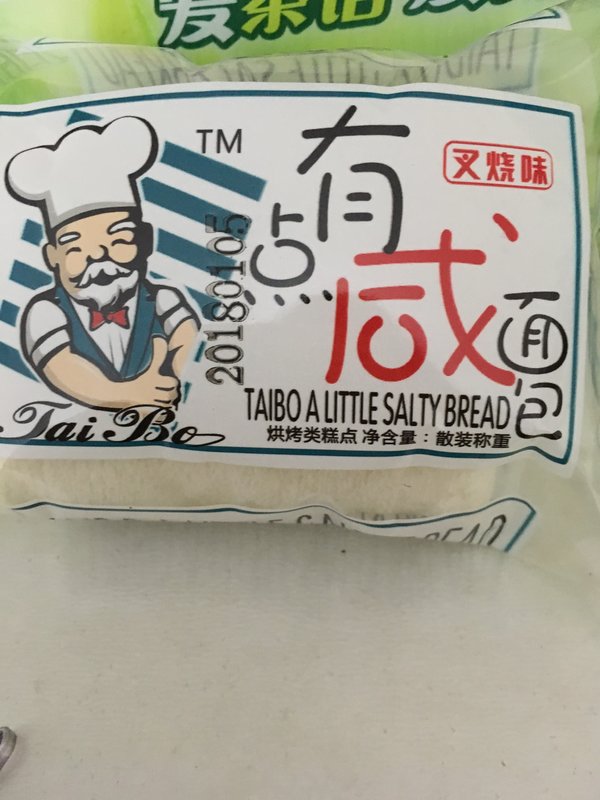 TM
叉烧味
有点咸面包
20180105
TAIBO A LITTLE SALTY BREAD
Tai Bo
烘烤类糕点 净含量：散装称重